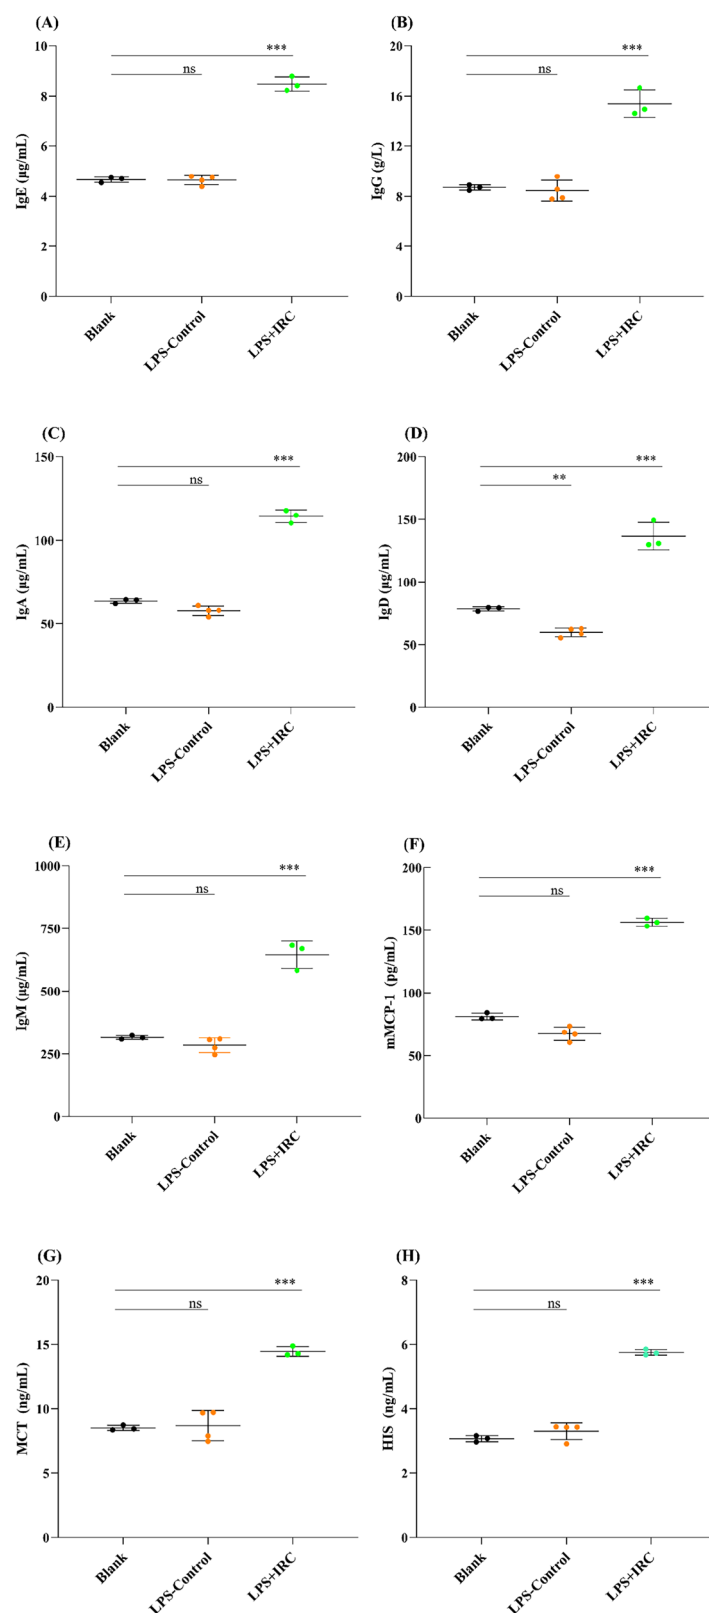 (A)
***
ns
10
8
6
4
2
0
IgE (μg/mL)
Blank
LPS-Control
LPS+IRC
(B)
***
ns
20
16
12
8
4
0
IgG (g/L)
Blank
LPS-Control
LPS+IRC
(C)
***
ns
150
100
50
0
IgA (μg/mL)
Blank
LPS-Control
LPS+IRC
(D)
***
**
200
150
100
50
0
IgD (μg/mL)
Blank
LPS-Control
LPS+IRC
(E)
***
ns
1000
750
500
250
0
IgM (μg/mL)
Blank
LPS-Control
LPS+IRC
(F)
***
ns
200
150
100
50
0
mMCP-1 (pg/mL)
Blank
LPS-Control
LPS+IRC
(G)
***
ns
20
15
10
5
0
MCT (ng/mL)
Blank
LPS-Control
LPS+IRC
(H)
***
ns
8
6
4
2
0
HIS (ng/mL)
Blank
LPS-Control
LPS+IRC